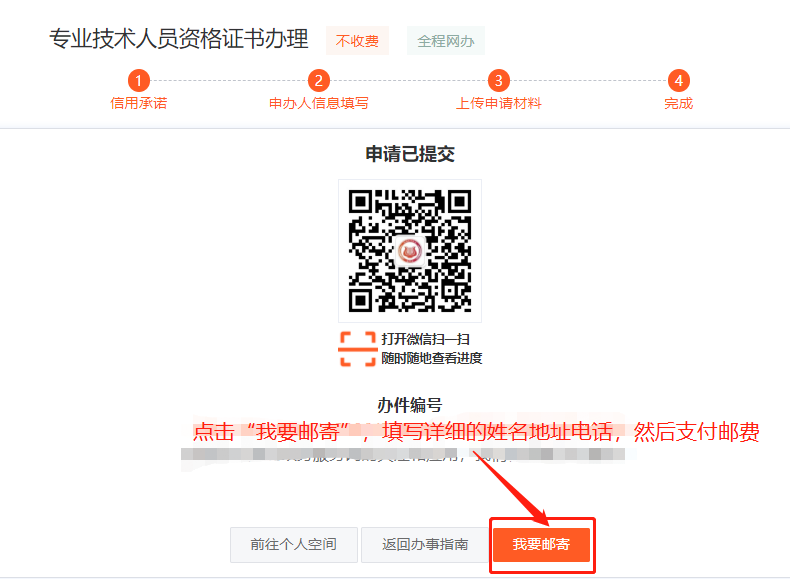 专业技术人员资格证书办理 不收费 全程网办
1 2 3 4
信用承诺 申办人信息填写 上传申请材料 完成
申请已提交
打开微信扫一扫
随时随地查看进度
办件编号
点击“我要邮寄”，填写详细的姓名地址电话，然后支付邮费
前往个人空间 返回办事指南 我要邮寄